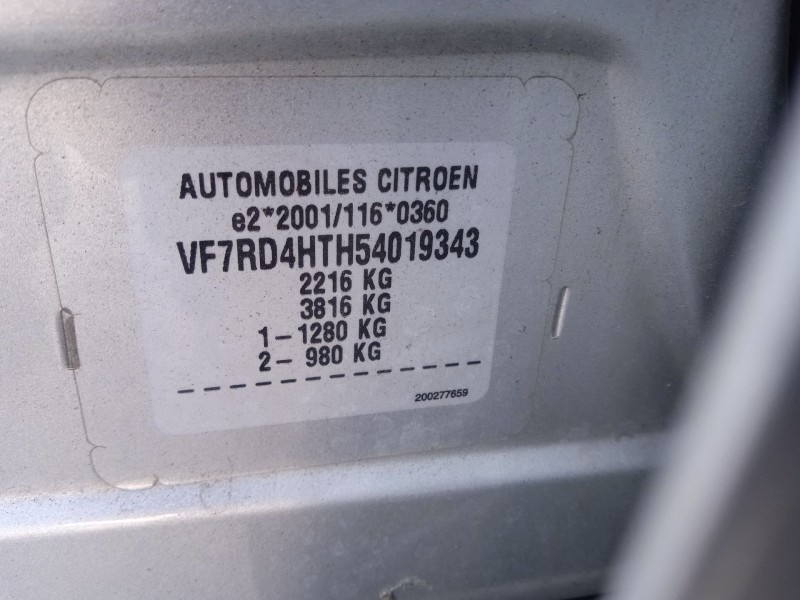 AUTOMOBILES CITROEN
e2*2001/116*0360
VF7RD4HTH54019343
2216 KG
3816 KG
1- 1280 KG
2- 980 KG
200277659